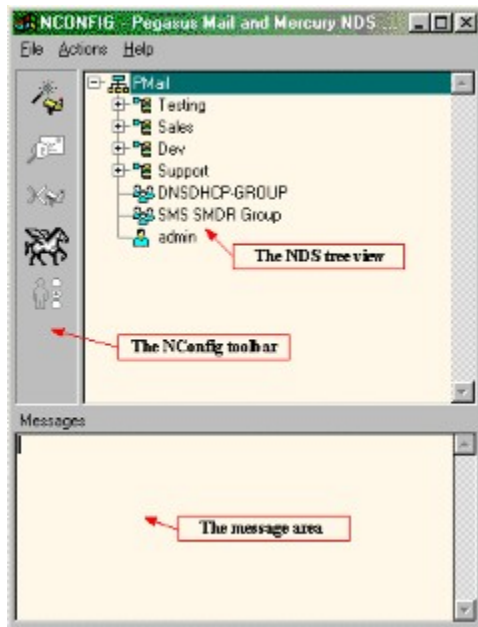 NCONFIG - Pegasus Mail and Mercury NDS ...
File Actions Help
PMail
Testing
Sales
Dev
Support
DNSDHCP-GROUP
SMS SMDR Group
admin
The NDS tree view
The NConfig toolbar
Messages
The message area